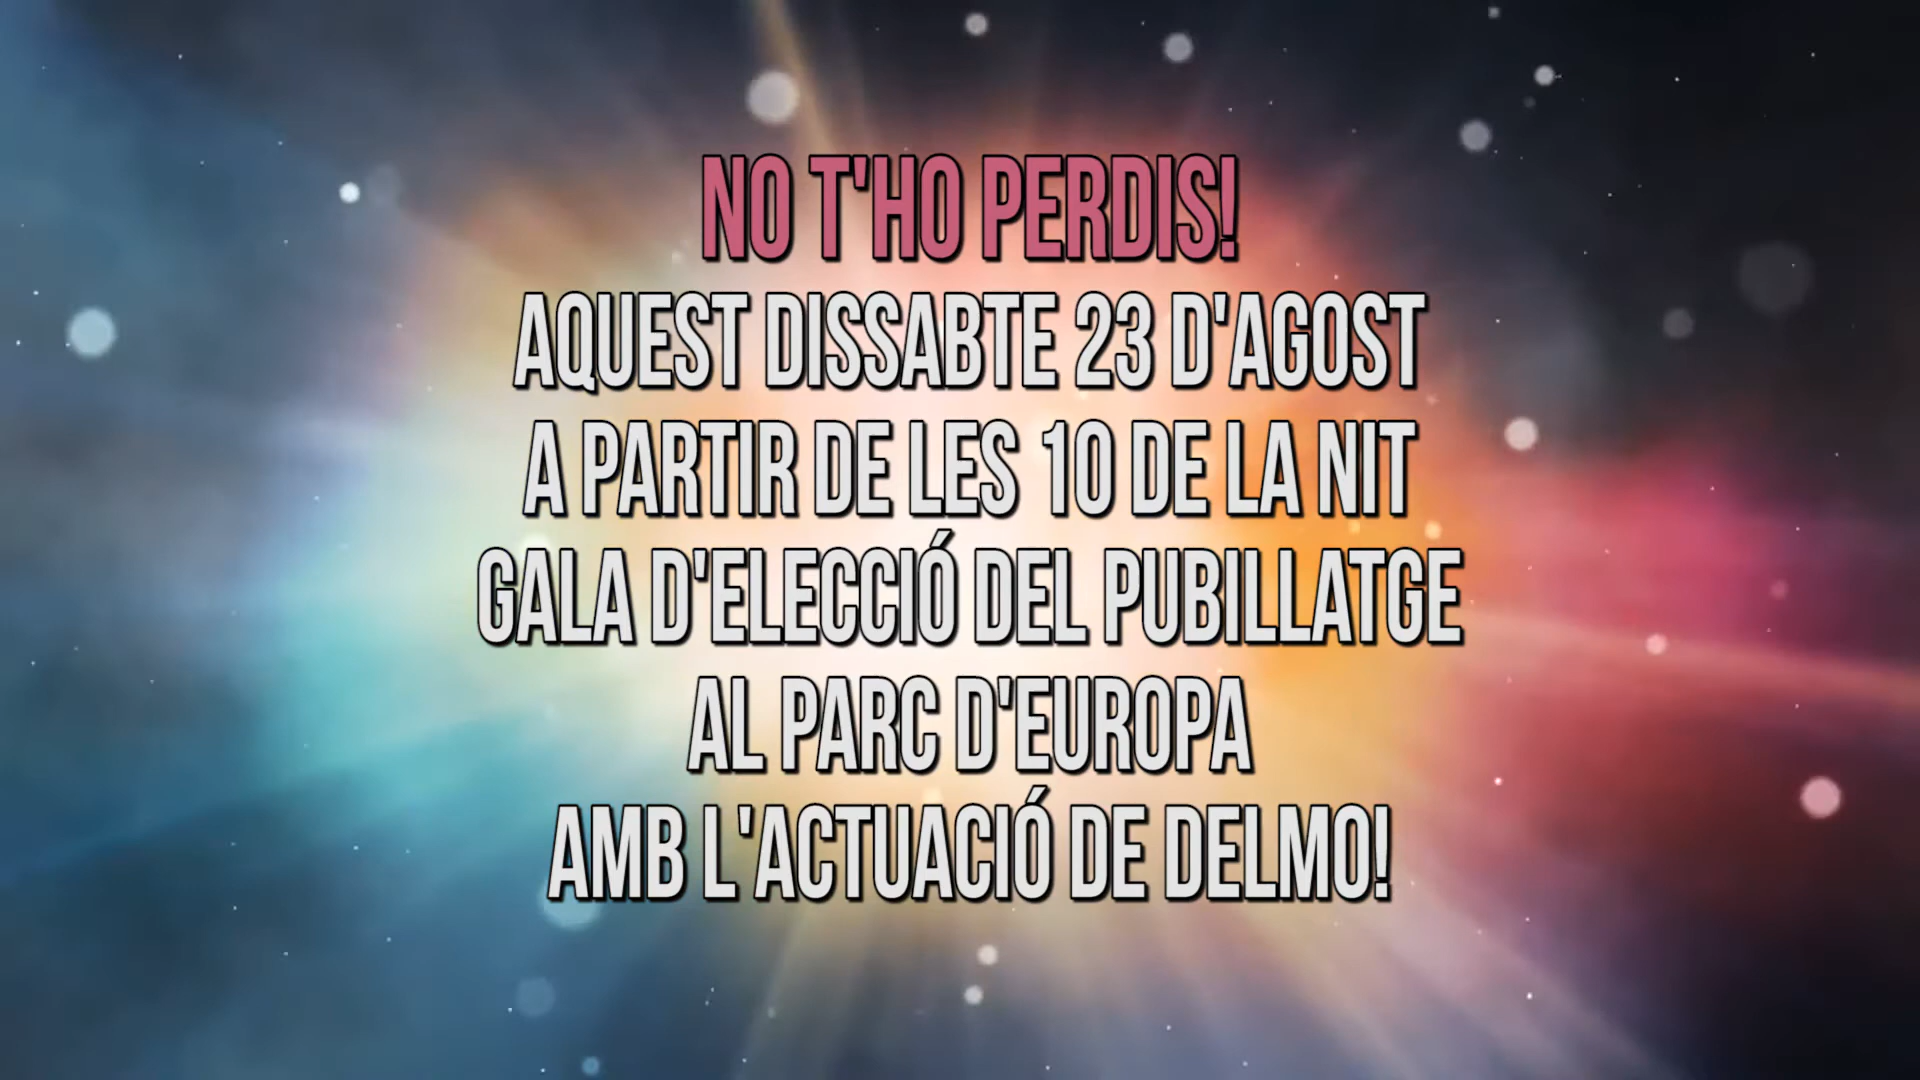 NO T'HO PERDIS!
AQUEST DISSABTE 23 D'AGOST
A PARTIR DE LES 10 DE LA NIT
GALA D'ELECCIÓ DEL PUBILLATGE
AL PARC D'EUROPA
AMB L'ACTUACIÓ DE DELMO!